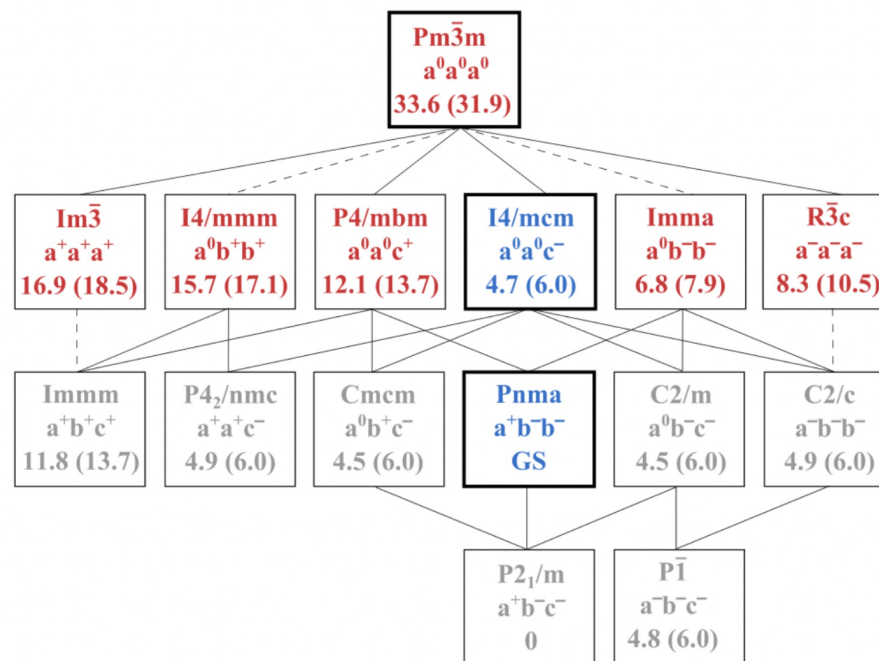 Pm3̄m
a⁰a⁰a⁰
33.6 (31.9)
Im3̄
a⁺a⁺a⁺
16.9 (18.5)
I4/mmm
a⁰b⁺b⁺
15.7 (17.1)
P4/mbm
a⁰a⁰c⁺
12.1 (13.7)
I4/mcm
a⁰a⁰c⁻
4.7 (6.0)
Imma
a⁰b⁻b⁻
6.8 (7.9)
R3̄c
a⁻a⁻a⁻
8.3 (10.5)
Immm
a⁺b⁺c⁺
11.8 (13.7)
P4₂/nmc
a⁺a⁺c⁻
4.9 (6.0)
Cmcm
a⁰b⁺c⁻
4.5 (6.0)
Pnma
a⁺b⁻b⁻
GS
C2/m
a⁰b⁻c⁻
4.5 (6.0)
C2/c
a⁻b⁻b⁻
4.9 (6.0)
P2₁/m
a⁺b⁻c⁻
0
P1̄
a⁻b⁻c⁻
4.8 (6.0)